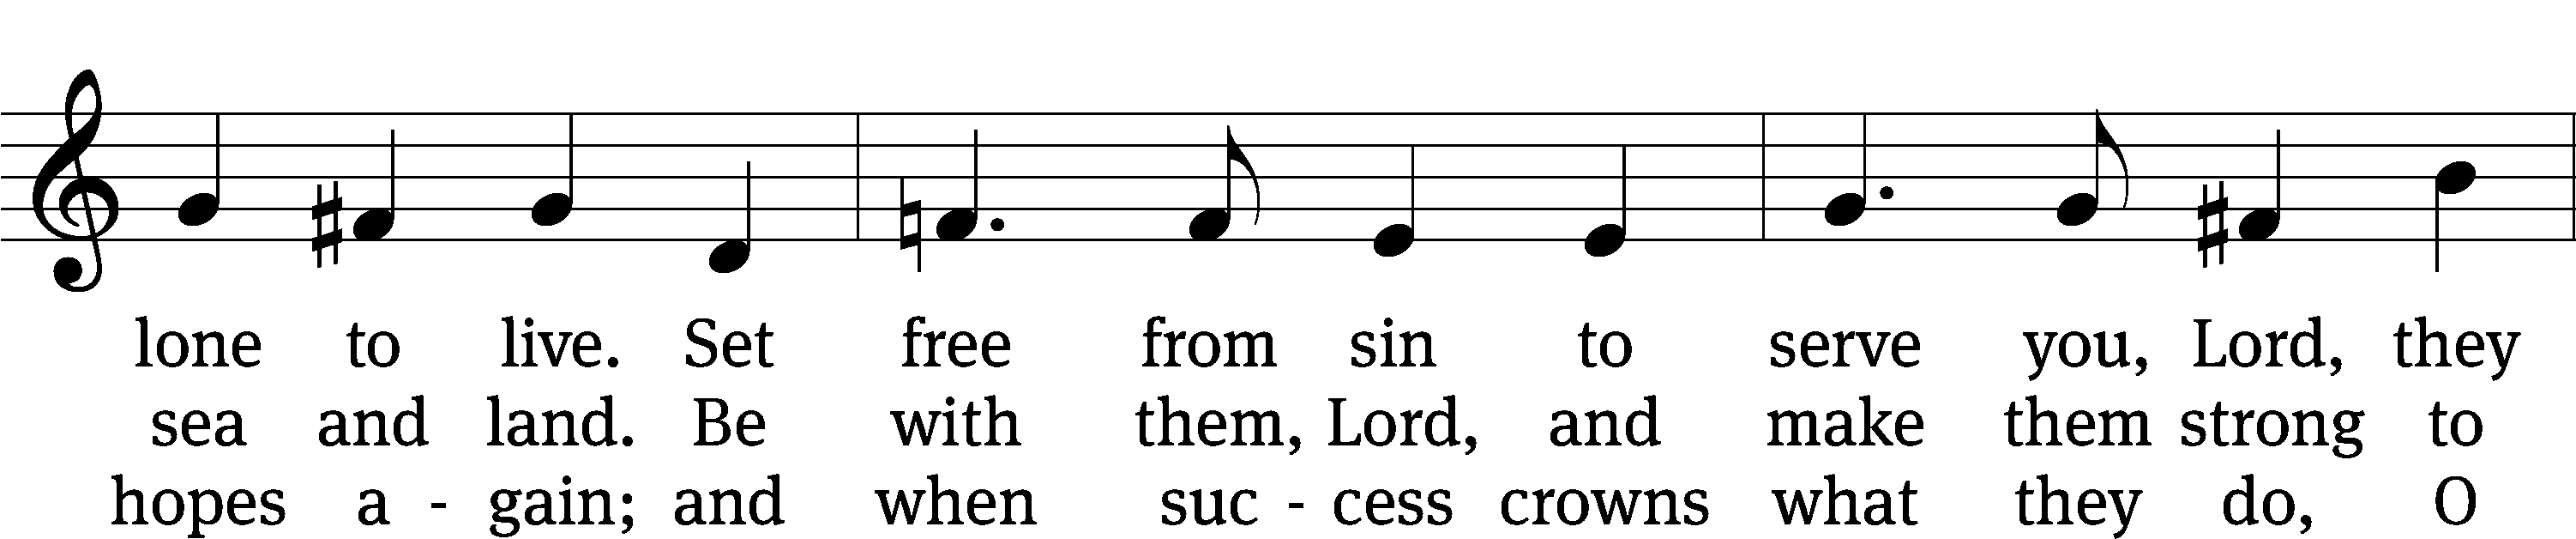 lone to live. Set free from sin to serve you, Lord, they
sea and land. Be with them, Lord, and make them strong to
hopes a - gain; and when suc - cess crowns what they do, O